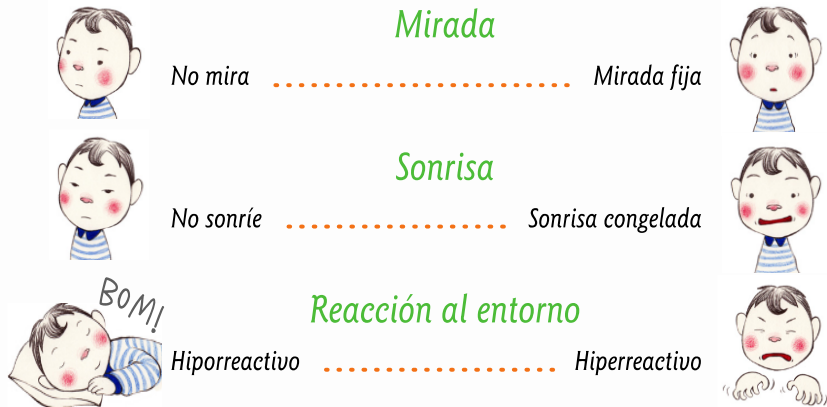 Mirada
No mira Mirada fija
Sonrisa
No sonríe Sonrisa congelada
BOM!
Reacción al entorno
Hiporreactivo Hiperreactivo